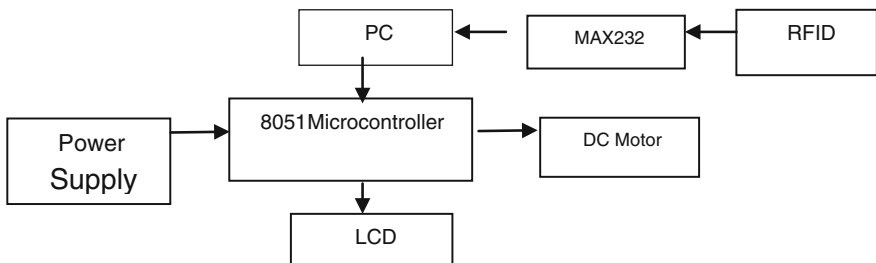 PC
MAX232
RFID
8051Microcontroller
Power
Supply
DC Motor
LCD